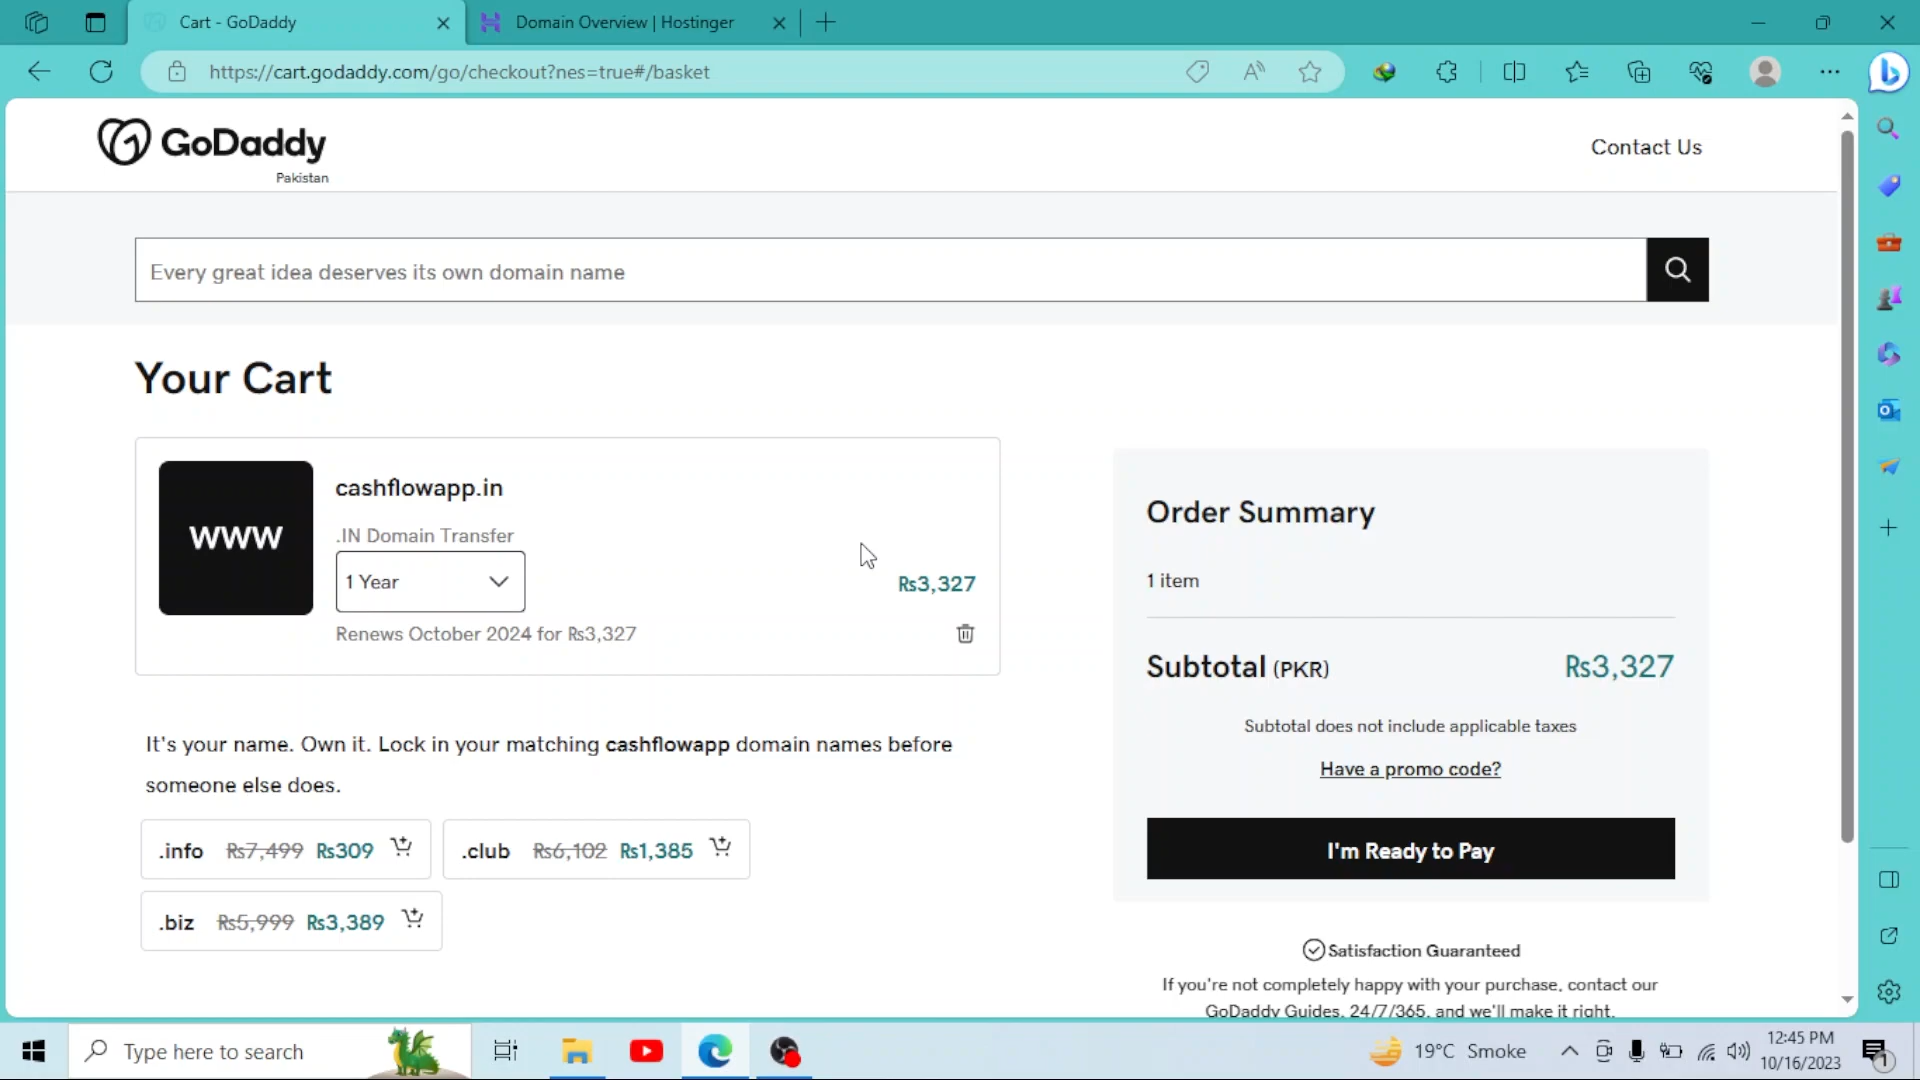 Cart - GoDaddy
Domain Overview | Hostinger
https://cart.godaddy.com/go/checkout?nes=true#/basket
GoDaddy
Pakistan
Contact Us
Every great idea deserves its own domain name
Your Cart
www
cashflowapp.in
.IN Domain Transfer
1 Year
₨3,327
Renews October 2024 for ₨3,327
Order Summary
1 item
Subtotal (PKR)
₨3,327
Subtotal does not include applicable taxes
Have a promo code?
I'm Ready to Pay
It's your name. Own it. Lock in your matching cashflowapp domain names before
someone else does.
.info ₨7,499 ₨309
.club ₨6,102 ₨1,385
.biz ₨5,999 ₨3,389
Satisfaction Guaranteed
If you're not completely happy with your purchase, contact our
GoDaddy Guides, 24/7/365, and we'll make it right.
Type here to search
19°C Smoke
12:45 PM
10/16/2023
1